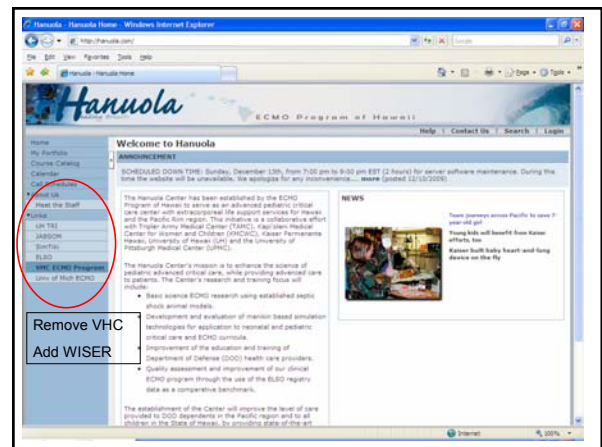 Hanuola - Hanuola Home - Windows Internet Explorer
http://hanuola.com/
Google
File Edit View Favorites Tools Help
Hanuola - Hanuola Home
Page Tools
Hanuola
ECMO Program of Hawaii
Help | Contact Us | Search | Login
Home
My Portfolio
Course Catalog
Calendar
Call Schedules
About Us
Meet the Staff
Links
UH TRI
JABSOM
SimTiki
ELSO
VMC ECMO Program
Univ of Mich ECMO
Remove VHC
Add WISER
Welcome to Hanuola
ANNOUNCEMENT
SCHEDULED DOWN TIME: Sunday, December 13th, from 7:00 pm to 9:00 pm EST (2 hours) for server software maintenance. During this
time the website will be unavailable. We apologize for any inconvenience.... more (posted 12/10/2009)
The Hanuola Center has been established by the ECMO
Program of Hawaii to serve as an advanced pediatric critical
care center with extracorporeal life support services for Hawaii
and the Pacific Rim region. This initiative is a collaborative effort
with Tripler Army Medical Center (TAMC), Kapi'olani Medical
Center for Women and Children (KMCWC), Kaiser Permanente
Hawaii, University of Hawaii (UH) and the University of
Pittsburgh Medical Center (UPMC).
The Hanuola Center's mission is to enhance the science of
pediatric advanced critical care, while providing advanced care
to patients. The Center's research and training focus will
include:
• Basic science ECMO research using established septic
shock animal models.
• Development and evaluation of manikin based simulation
technologies for application to neonatal and pediatric
critical care and ECMO curricula.
• Improvement of the education and training of
Department of Defense (DOD) health care providers.
• Quality assessment and improvement of our clinical
ECMO program through the use of the ELSO registry
data as a comparative benchmark.
The establishment of the Center will improve the level of care
provided to DOD dependents in the Pacific region and to all
children in the State of Hawaii, by providing state-of-the-art
NEWS
Team journeys across Pacific to save 7-
year-old girl
Young kids will benefit from Kaiser
efforts, too
Kaiser built baby heart-and-lung
device on the fly
Internet
100%